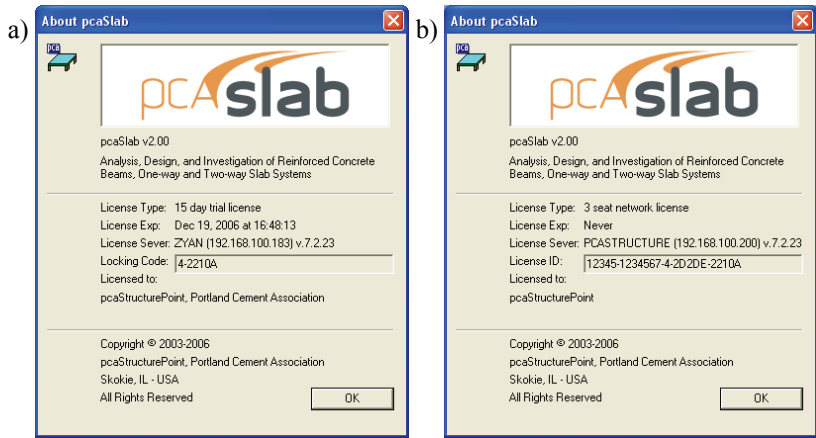 a)
About pcaSlab
pca
pcaslab
pcaSlab v2.00
Analysis, Design, and Investigation of Reinforced Concrete
Beams, One-way and Two-way Slab Systems
License Type: 15 day trial license
License Exp: Dec 19, 2006 at 16:48:13
License Sever: ZYAN (192.168.100.183) v.7.2.23
Locking Code: 4-2210A
Licensed to:
pcaStructurePoint, Portland Cement Association
Copyright © 2003-2006
pcaStructurePoint, Portland Cement Association
Skokie, IL - USA
All Rights Reserved
OK
b)
About pcaSlab
pca
pcaslab
pcaSlab v2.00
Analysis, Design, and Investigation of Reinforced Concrete
Beams, One-way and Two-way Slab Systems
License Type: 3 seat network license
License Exp: Never
License Sever: PCASTRUCTURE (192.168.100.200) v.7.2.23
License ID: 12345-1234567-4-2D2DE-2210A
Licensed to:
pcaStructurePoint
Copyright © 2003-2006
pcaStructurePoint, Portland Cement Association
Skokie, IL - USA
All Rights Reserved
OK